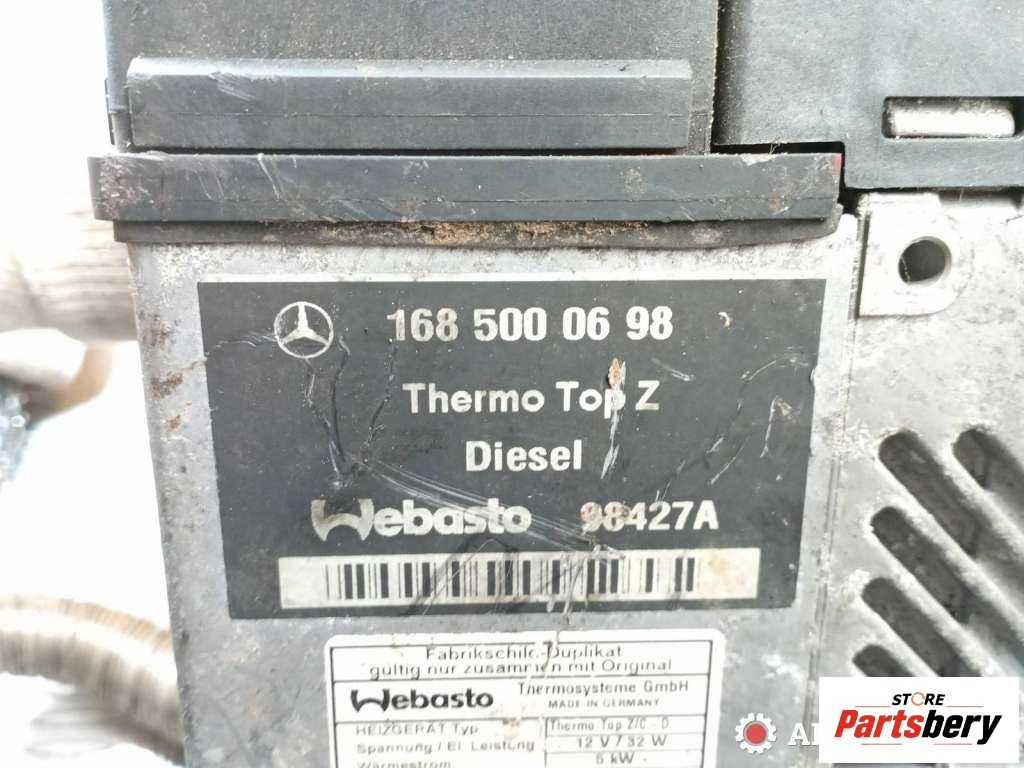 168 500 06 98
Thermo Top Z
Diesel
Webasto 98427A
Fabrikschild-Duplikat
gültig nur zusammen mit Original
Webasto Thermosysteme GmbH
MADE IN GERMANY
HEIZGERÄT Typ Thermo Top Z/C - D
Spannung / El. Leistung 12 V / 32 W
Wärmestrom 5 kW
STORE
Partsbery